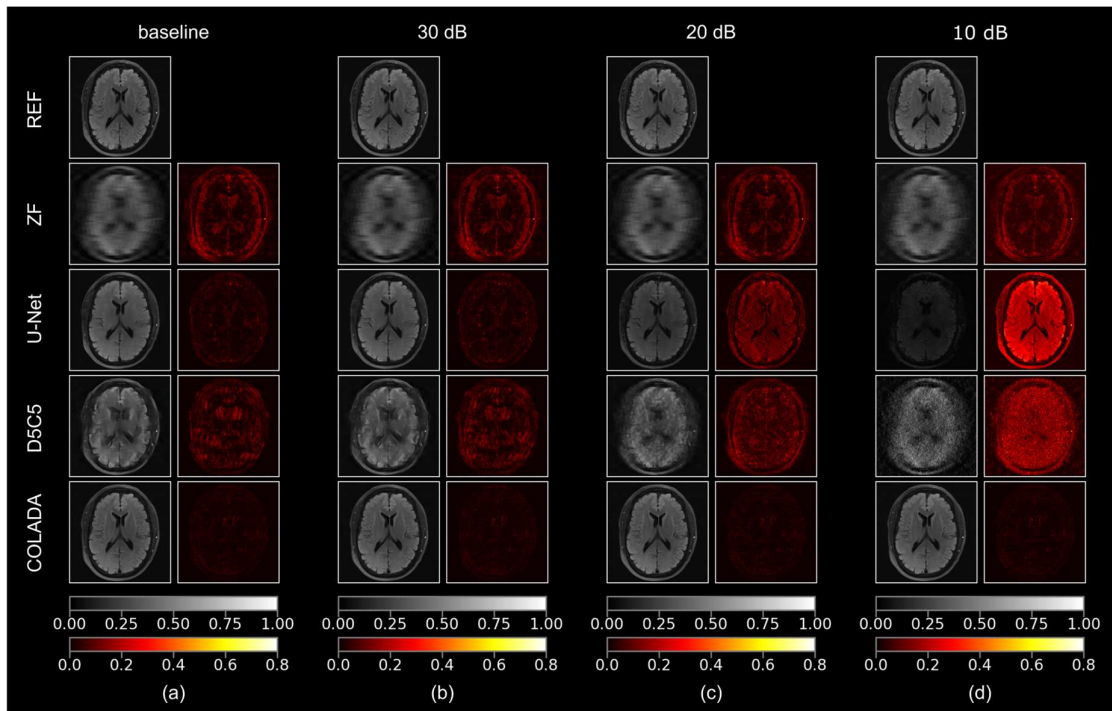 baseline 30 dB 20 dB 10 dB
REF
ZF
U-Net
D5C5
COLADA
0.00 0.25 0.50 0.75 1.00 0.00 0.25 0.50 0.75 1.00 0.00 0.25 0.50 0.75 1.00 0.00 0.25 0.50 0.75 1.00
0.0 0.2 0.4 0.6 0.8 0.0 0.2 0.4 0.6 0.8 0.0 0.2 0.4 0.6 0.8 0.0 0.2 0.4 0.6 0.8
(a) (b) (c) (d)